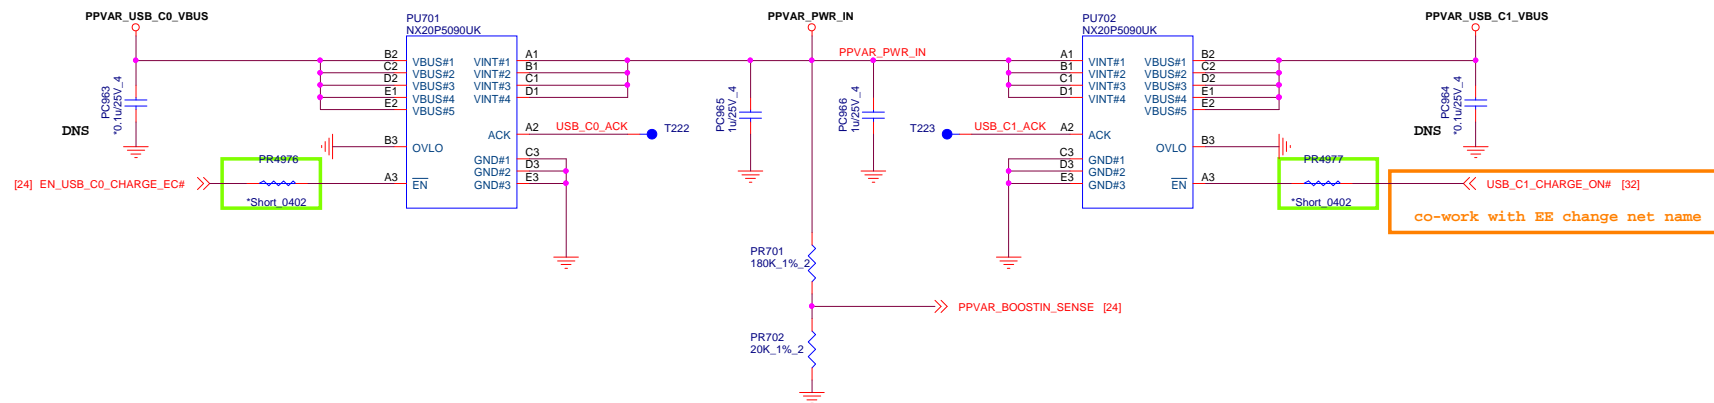 PPVAR_USB_C0_VBUS
PU701
NX20P5090UK
PPVAR_PWR_IN
PU702
NX20P5090UK
PPVAR_USB_C1_VBUS
B2 VBUS#1 VINT#1 A1
C2 VBUS#2 VINT#2 B1
D2 VBUS#3 VINT#3 C1
E1 VBUS#4 VINT#4 D1
E2 VBUS#5
ACK A2 USB_C0_ACK T222
B3 OVLO
GND#1 C3
GND#2 D3
GND#3 E3
A3 EN
PC963
*0.1u/25V_4
DNS
PR4976
*Short_0402
[24] EN_USB_C0_CHARGE_EC#
PPVAR_PWR_IN
PC965
1u/25V_4
PC966
1u/25V_4
A1 VINT#1 VBUS#1 B2
B1 VINT#2 VBUS#2 C2
C1 VINT#3 VBUS#3 D2
D1 VINT#4 VBUS#4 E1
VBUS#5 E2
T223 USB_C1_ACK A2 ACK
OVLO B3
C3 GND#1
D3 GND#2
E3 GND#3
EN A3
PC964
*0.1u/25V_4
DNS
PR4977
*Short_0402
USB_C1_CHARGE_ON# [32]
co-work with EE change net name
PR701
180K_1%_2
PPVAR_BOOSTIN_SENSE [24]
PR702
20K_1%_2